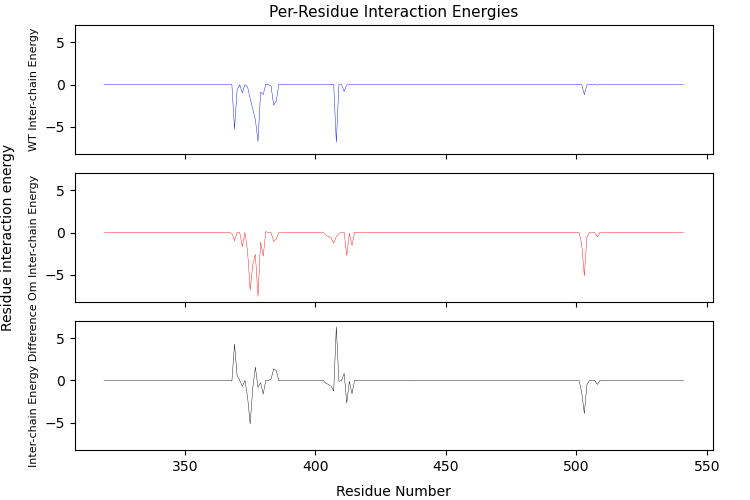 Per-Residue Interaction Energies
WT Inter-chain Energy
5
0
−5
Om Inter-chain Energy
5
0
−5
Inter-chain Energy Difference
5
0
−5
350
400
450
500
550
Residue Number
Residue interaction energy